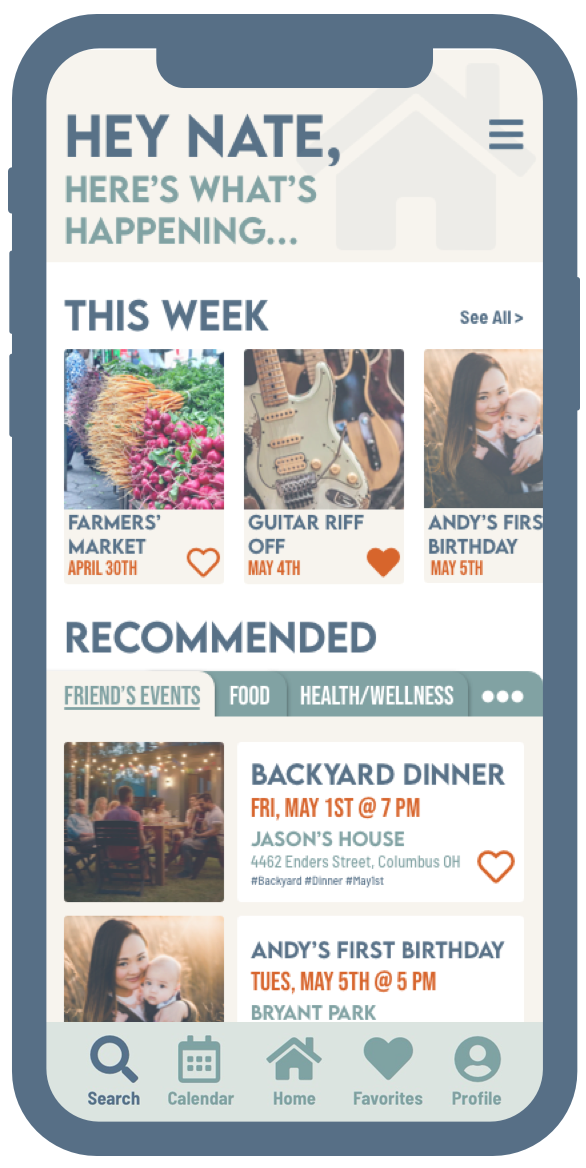 HEY NATE,
HERE'S WHAT'S
HAPPENING...
THIS WEEK
See All >
FARMERS'
MARKET
APRIL 30TH
GUITAR RIFF
OFF
MAY 4TH
ANDY'S FIRS
BIRTHDAY
MAY 5TH
RECOMMENDED
FRIEND'S EVENTS
FOOD
HEALTH/WELLNESS
BACKYARD DINNER
FRI, MAY 1ST @ 7 PM
JASON'S HOUSE
4462 Enders Street, Columbus OH
#Backyard #Dinner #May1st
ANDY'S FIRST BIRTHDAY
TUES, MAY 5TH @ 5 PM
BRYANT PARK
Search
Calendar
Home
Favorites
Profile